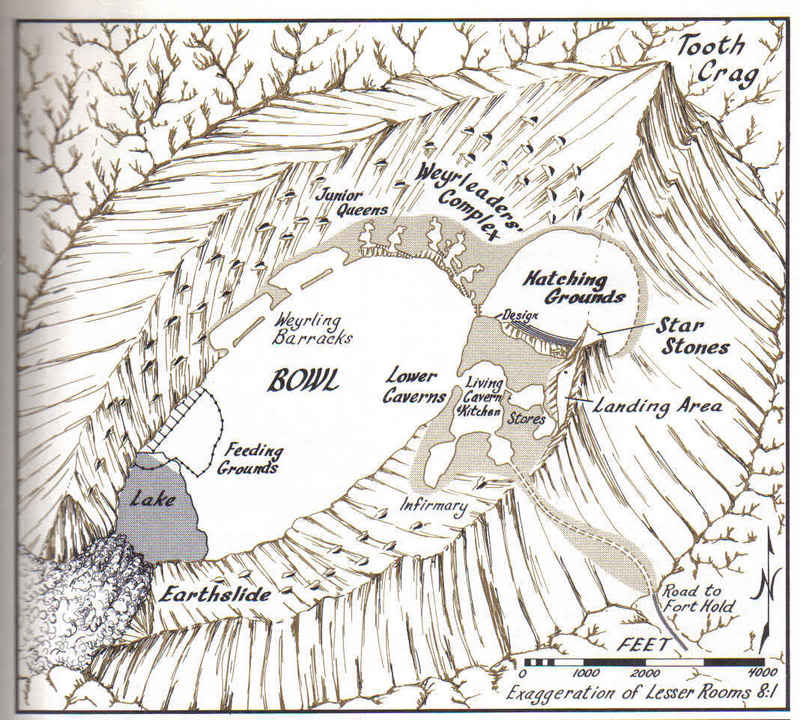 Tooth
Crag
Junior
Queens
Weyrleaders'
Complex
Hatching
Grounds
Design
Star
Stones
Weyrling
Barracks
BOWL
Lower
Caverns
Living
Cavern
Kitchen
Stores
Landing Area
Feeding
Grounds
Lake
Infirmary
Earthslide
Road to
Fort Hold
N
FEET
0 1000 2000 4000
Exaggeration of Lesser Rooms 8:1